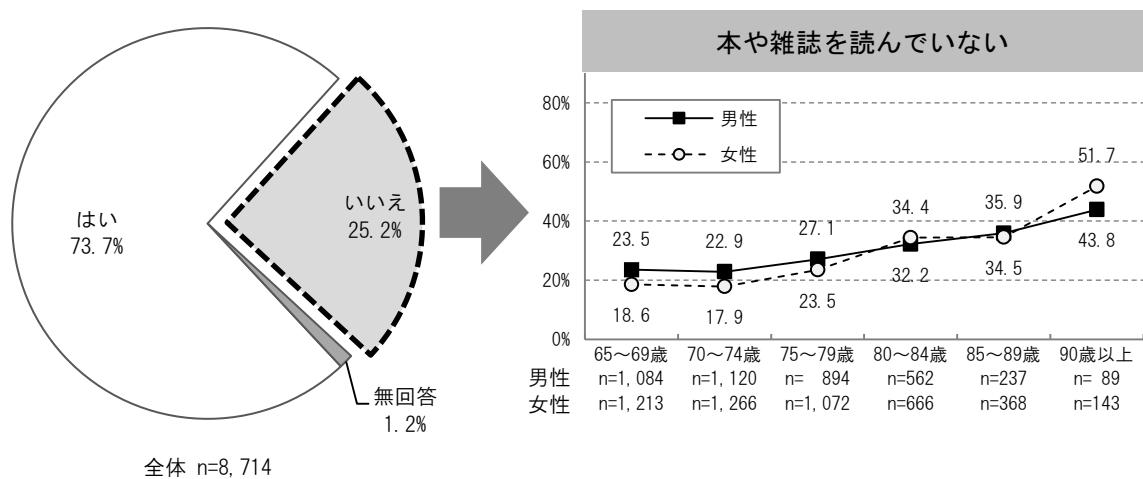 はい
73.7%
いいえ
25.2%
無回答
1.2%
全体 n=8,714
本や雑誌を読んでいない
80%
60%
40%
20%
0%
男性
女性
23.5
22.9
27.1
34.4
35.9
51.7
18.6
17.9
23.5
32.2
34.5
43.8
65～69歳 70～74歳 75～79歳 80～84歳 85～89歳 90歳以上
男性 n=1,084 n=1,120 n= 894 n=562 n=237 n= 89
女性 n=1,213 n=1,266 n=1,072 n=666 n=368 n=143